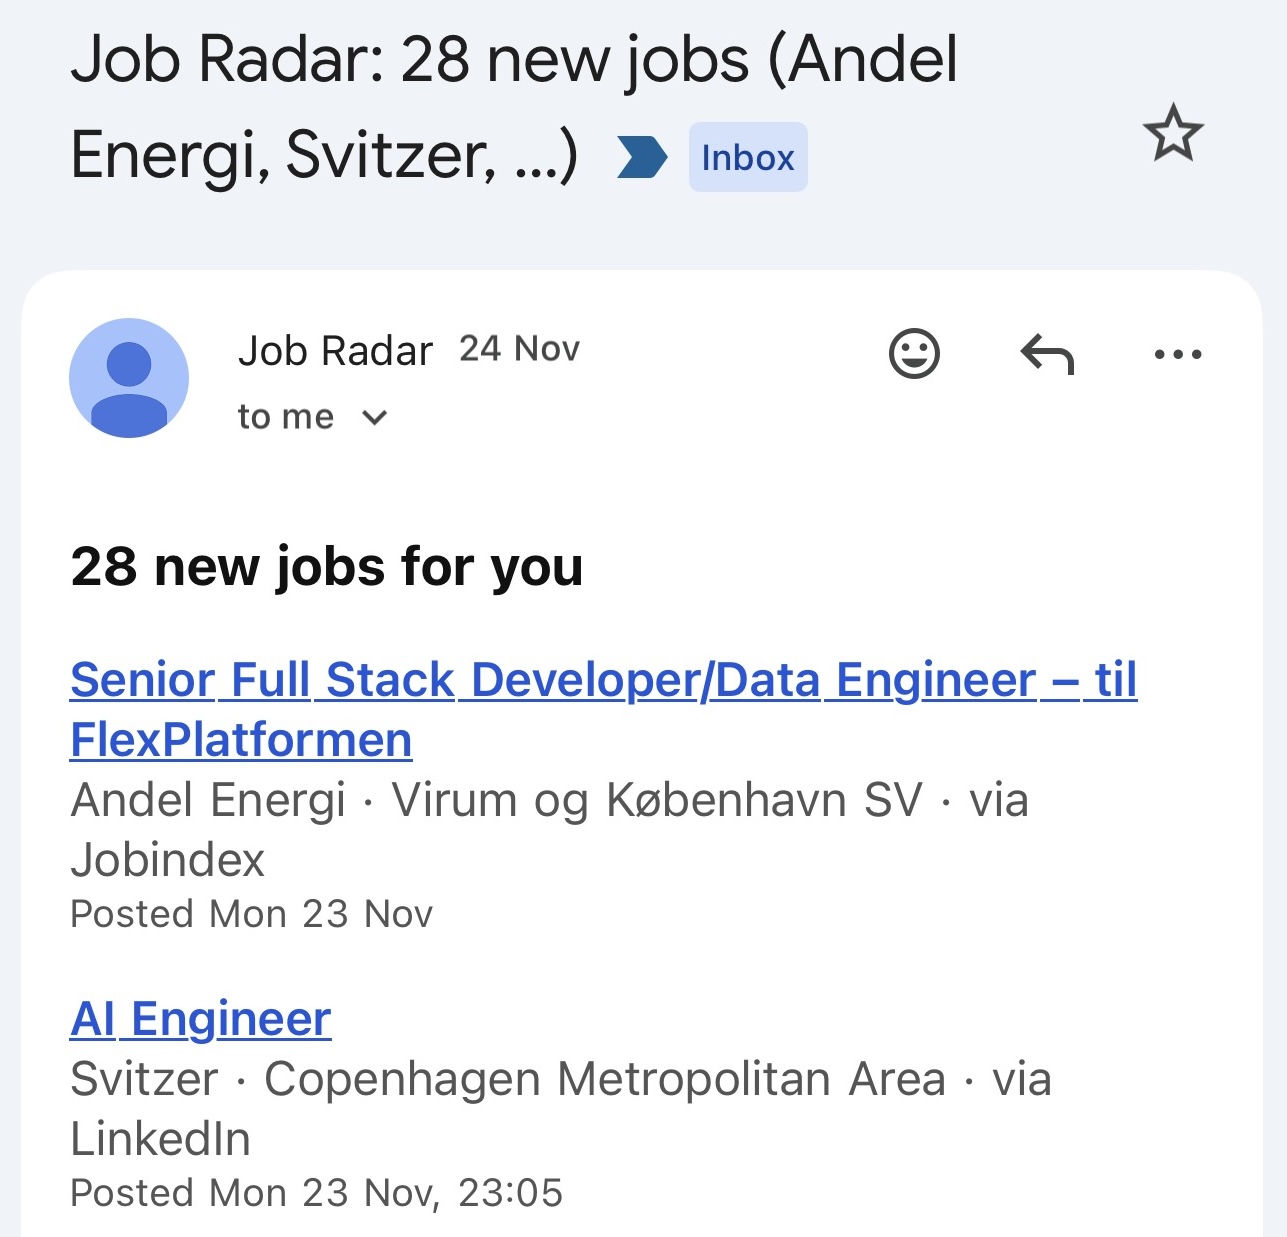 Job Radar: 28 new jobs (Andel
Energi, Svitzer, ...) Inbox
Job Radar 24 Nov
to me
28 new jobs for you
Senior Full Stack Developer/Data Engineer – til
FlexPlatformen
Andel Energi · Virum og København SV · via
Jobindex
Posted Mon 23 Nov
AI Engineer
Svitzer · Copenhagen Metropolitan Area · via
LinkedIn
Posted Mon 23 Nov, 23:05